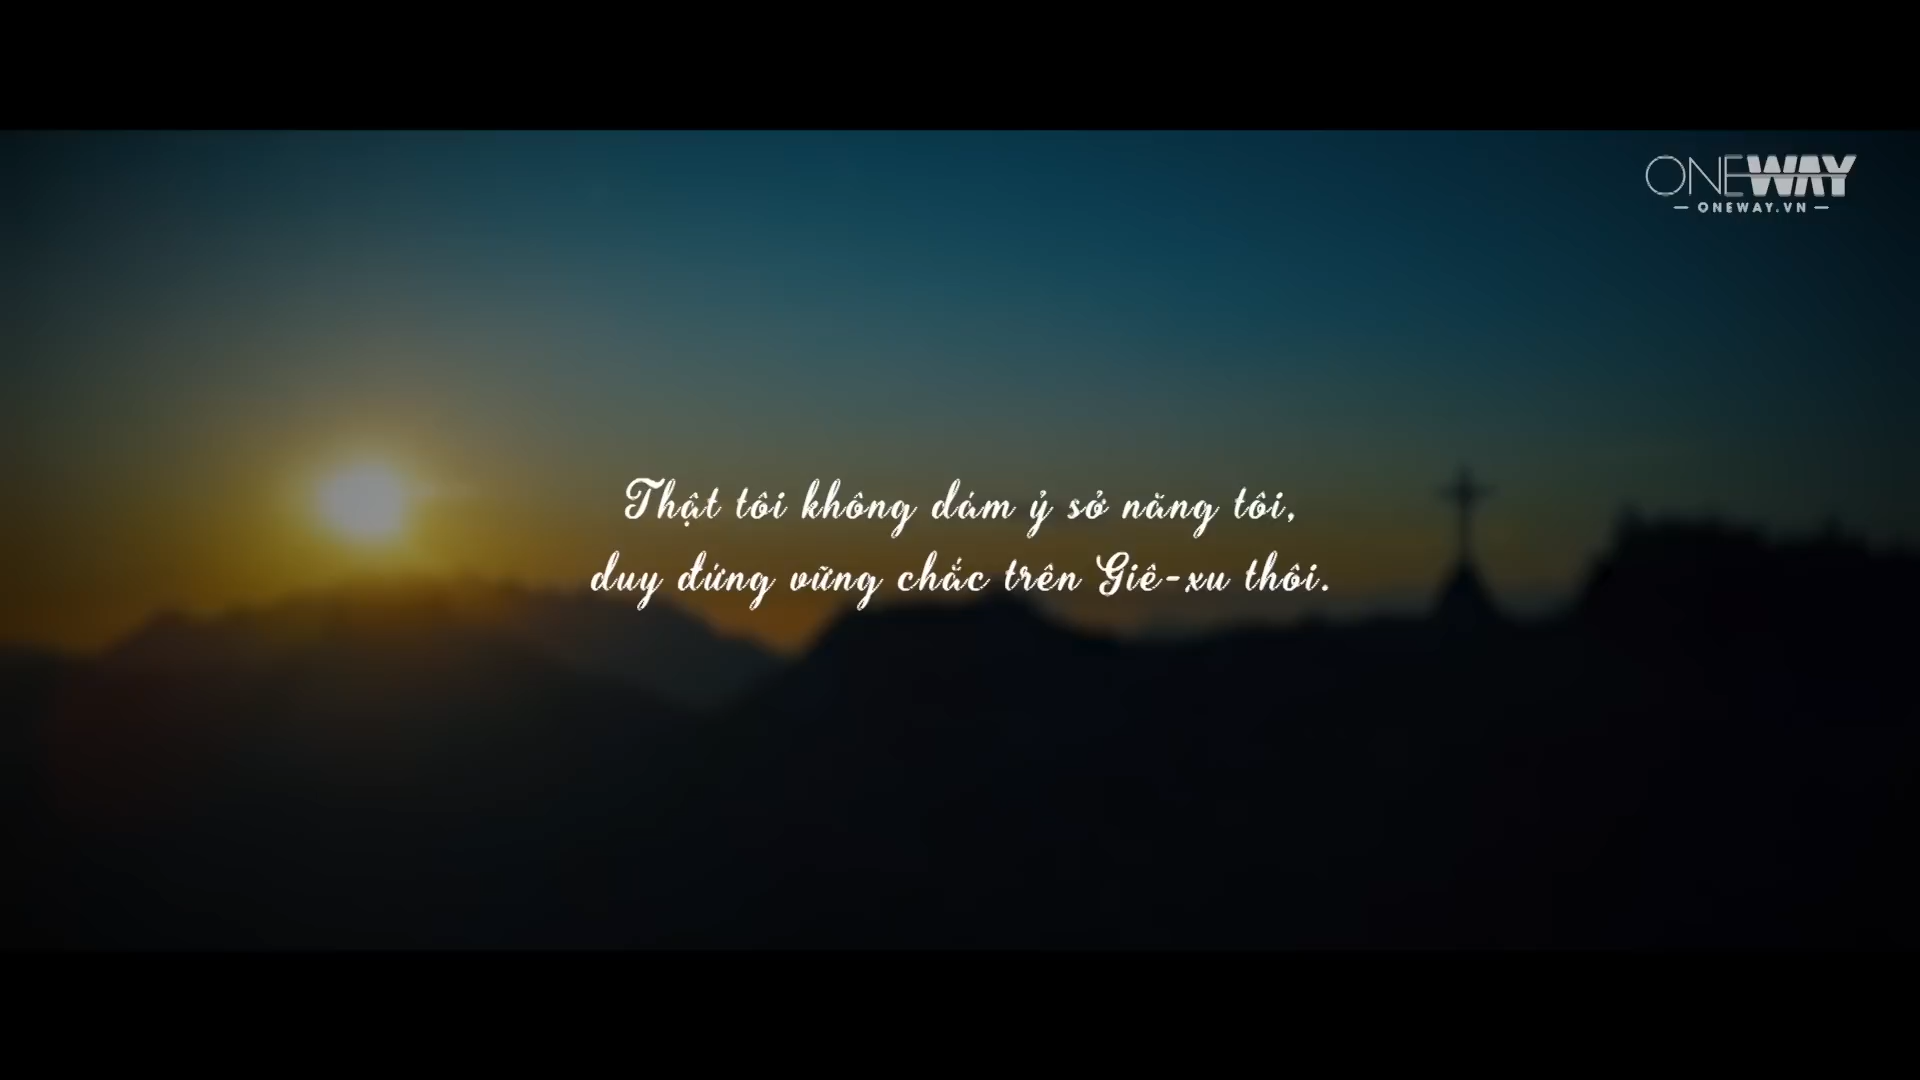 ONEWAY
ONEWAY.VN
Thật tôi không dám ỷ sở năng tôi,
duy đứng vững chắc trên Giê-xu thôi.